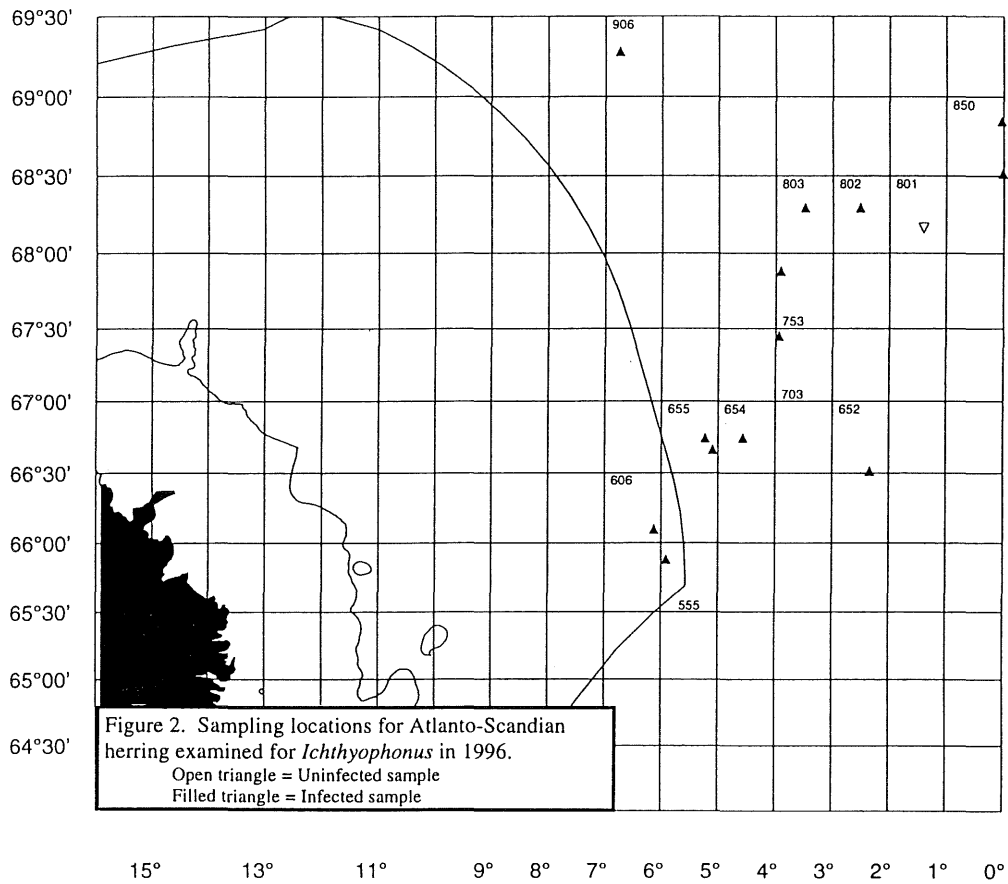 69°30'
906
69°00'
850
68°30'
803 802 801
68°00'
67°30'
753
67°00'
703
655 654 652
66°30'
606
66°00'
65°30'
555
65°00'
64°30'
Figure 2. Sampling locations for Atlanto-Scandian
herring examined for Ichthyophonus in 1996.
Open triangle = Uninfected sample
Filled triangle = Infected sample
15° 13° 11° 9° 7° 6° 5° 4° 3° 2° 1° 0°